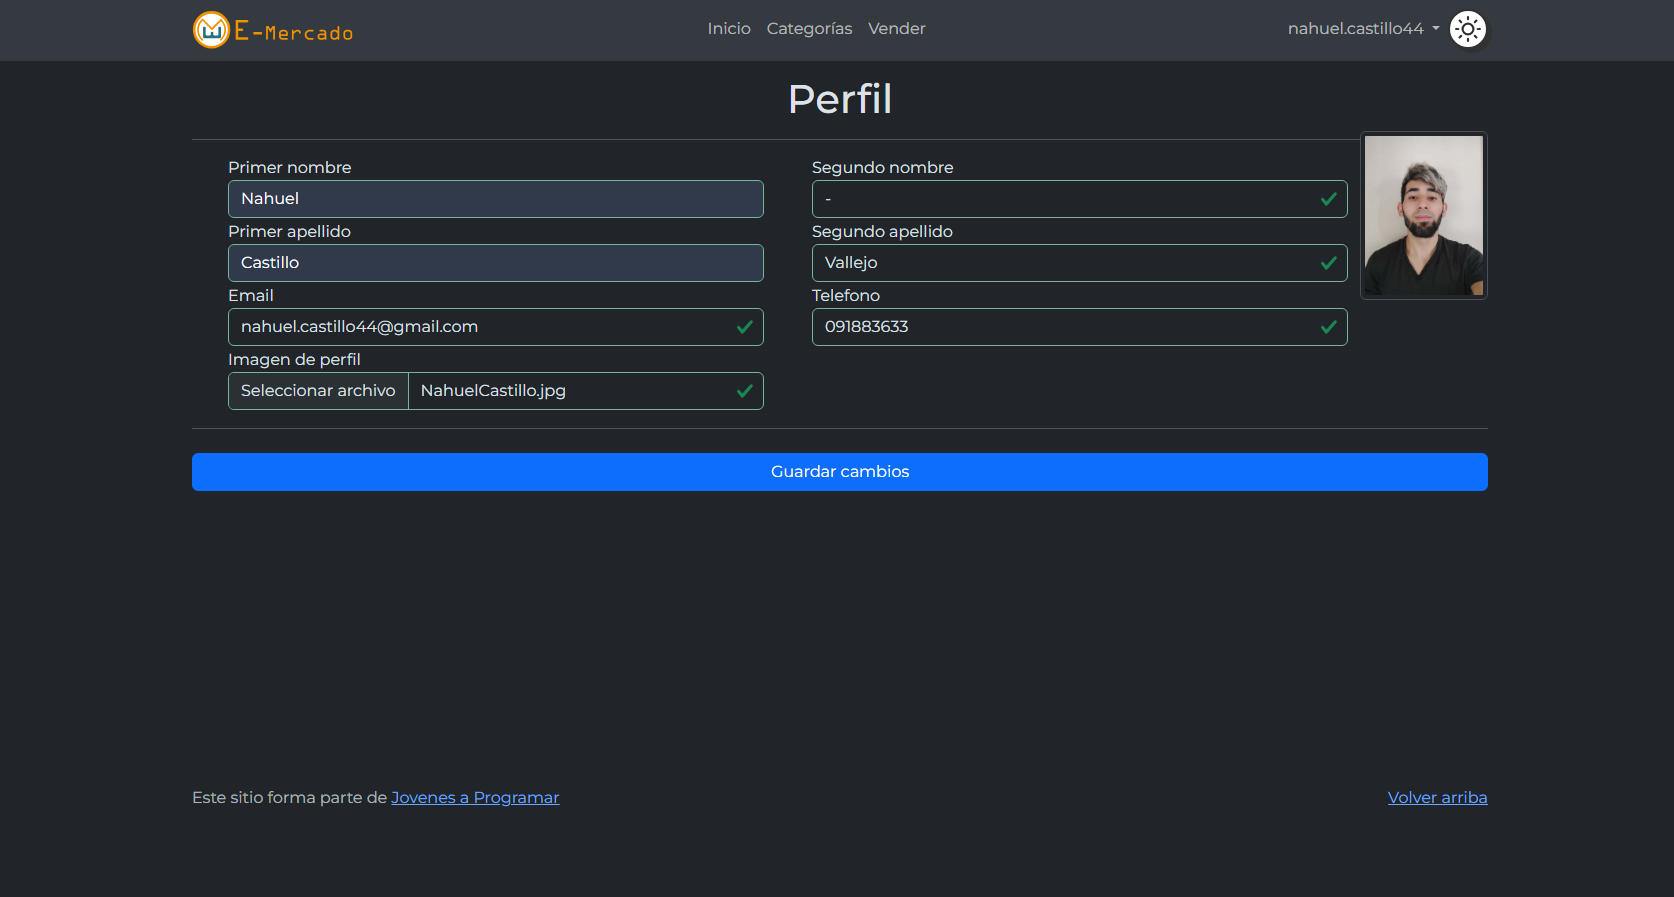 E-Mercado
Inicio Categorías Vender
nahuel.castillo44
Perfil
Primer nombre
Nahuel
Segundo nombre
-
Primer apellido
Castillo
Segundo apellido
Vallejo
Email
nahuel.castillo44@gmail.com
Telefono
091883633
Imagen de perfil
Seleccionar archivo NahuelCastillo.jpg
Guardar cambios
Este sitio forma parte de Jovenes a Programar
Volver arriba